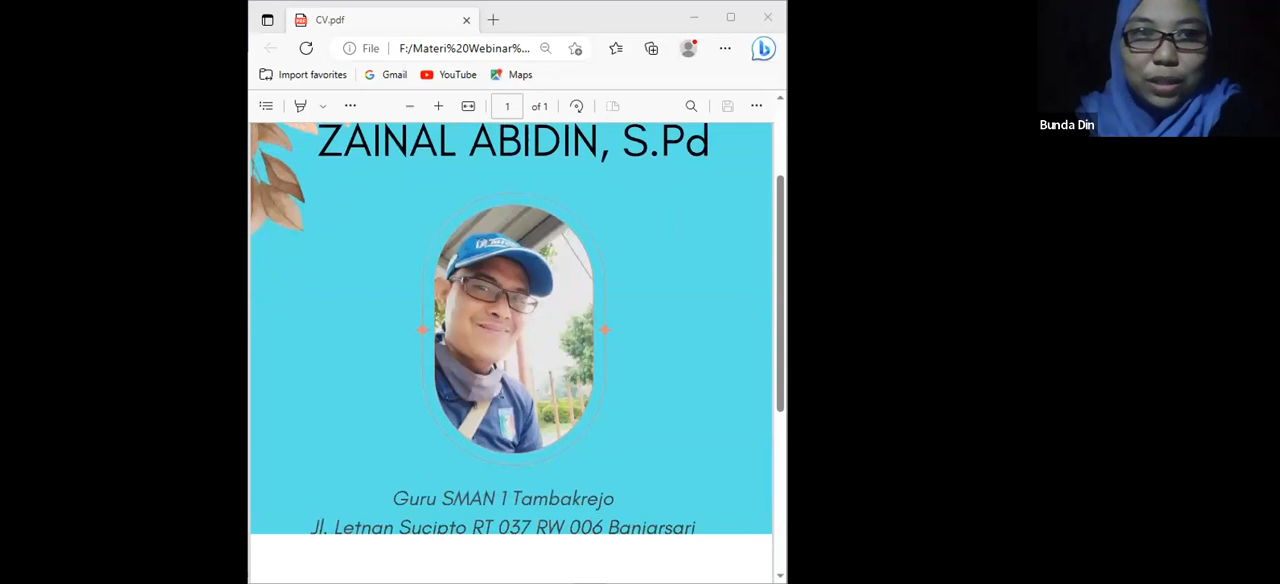 CV.pdf
File
F:/Materi%20Webinar%...
Import favorites
Gmail
YouTube
Maps
1
of 1
ZAINAL ABIDIN, S.Pd
Guru SMAN 1 Tambakrejo
Jl. Letnan Sucipto RT 037 RW 006 Banjarsari
Bunda Din